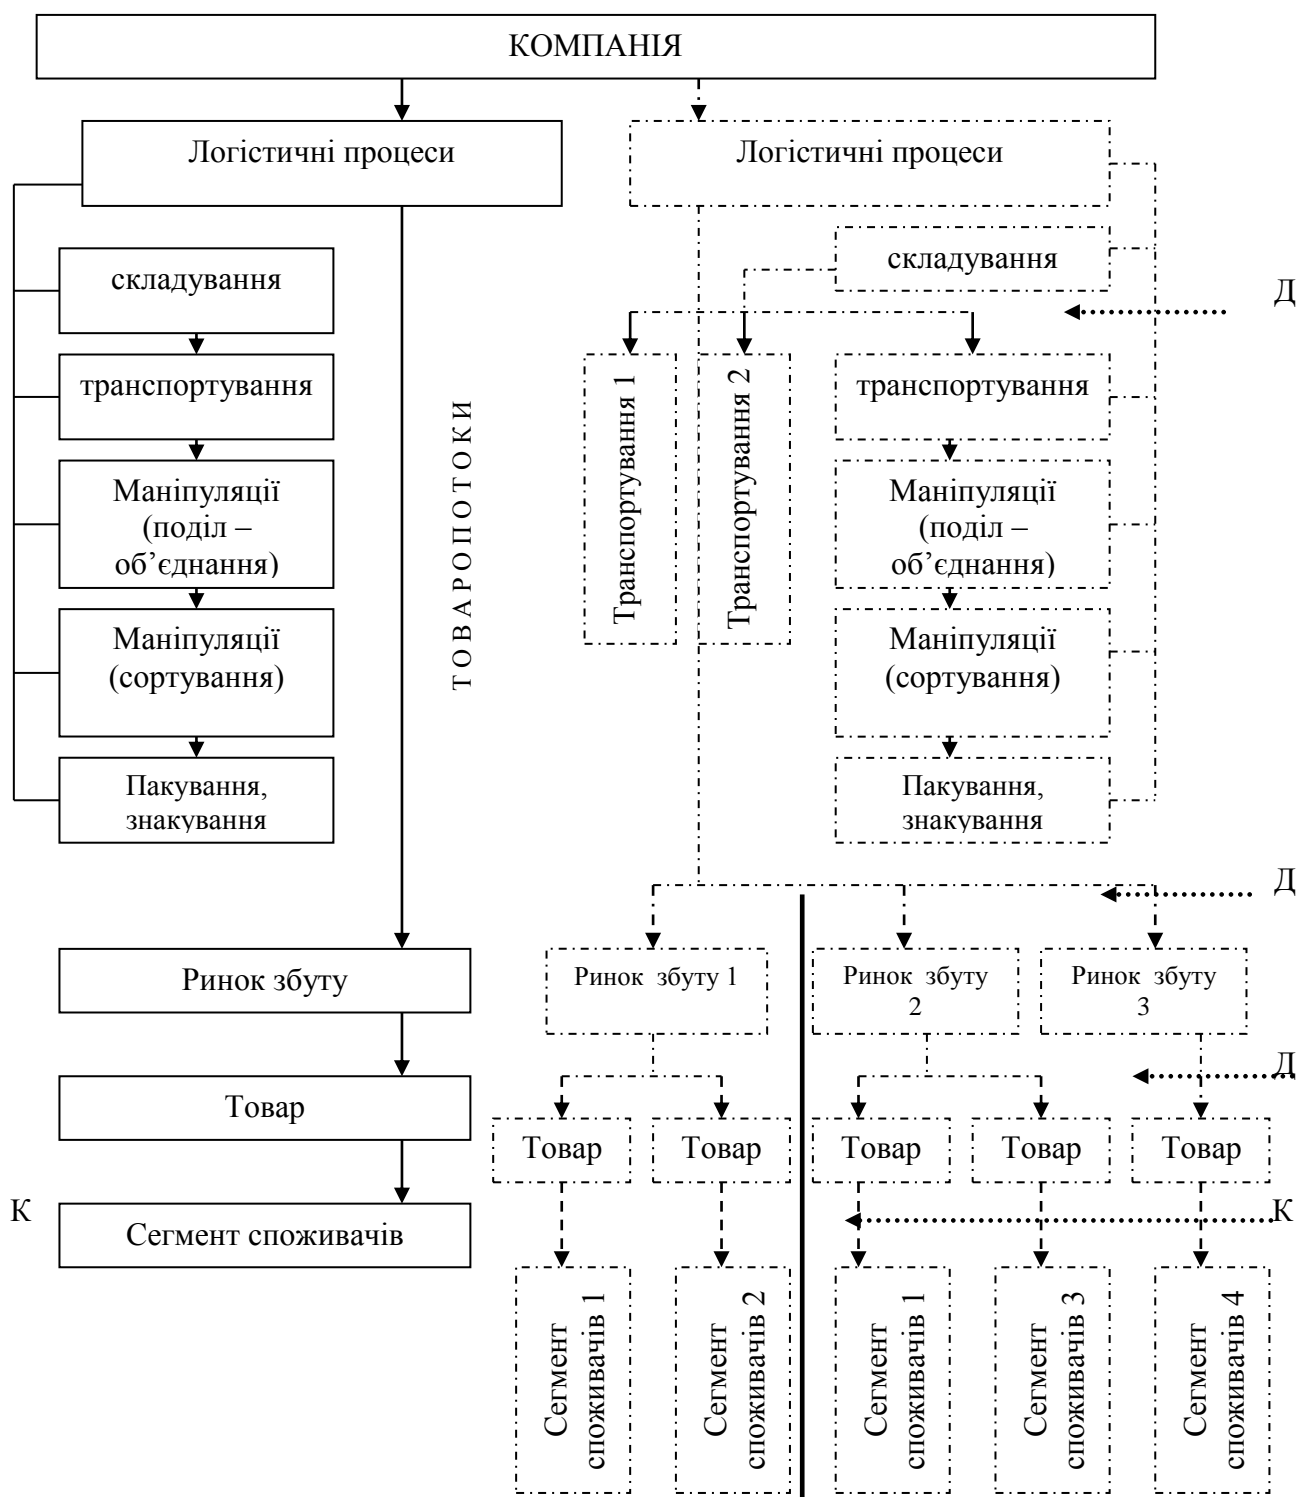 КОМПАНІЯ
Логістичні процеси
Логістичні процеси
складування
складування
Д
транспортування
Транспортування 1
Транспортування 2
транспортування
ТОВАРОПОТОКИ
Маніпуляції
(поділ –
об’єднання)
Маніпуляції
(поділ –
об’єднання)
Маніпуляції
(сортування)
Маніпуляції
(сортування)
Пакування,
знакування
Пакування,
знакування
Д
Ринок збуту
Ринок збуту 1
Ринок збуту
2
Ринок збуту
3
Д
Товар
Товар
Товар
Товар
Товар
Товар
К
К
Сегмент споживачів
Сегмент
споживачів 1
Сегмент
споживачів 2
Сегмент
споживачів 1
Сегмент
споживачів 3
Сегмент
споживачів 4